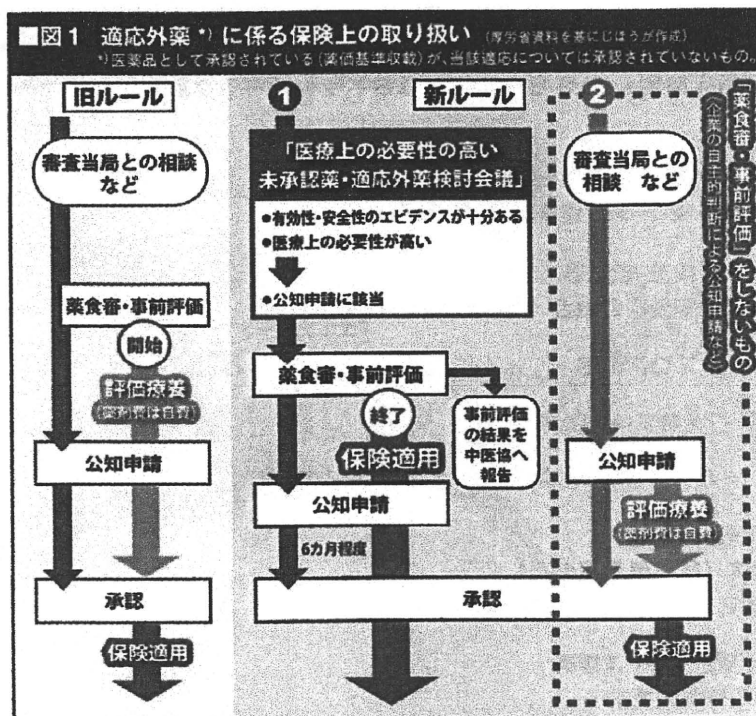 ■図1 適応外薬*)に係る保険上の取り扱い (厚労省資料を基にじほうが作成)
*)医薬品として承認されている(薬価基準収載)が、当該適応については承認されていないもの。
旧ルール
審査当局との相談
など
薬食審・事前評価
開始
評価療養
(薬剤費は自費)
公知申請
承認
保険適用
新ルール
1
「医療上の必要性の高い
未承認薬・適応外薬検討会議」
●有効性・安全性のエビデンスが十分ある
●医療上の必要性が高い
●公知申請に該当
薬食審・事前評価
終了
保険適用
事前評価
の結果を
中医協へ
報告
公知申請
6カ月程度
承認
2
審査当局との
相談 など
公知申請
評価療養
(薬剤費は自費)
保険適用
「薬食審・事前評価」をしないもの
(企業の自主的判断による公知申請など)